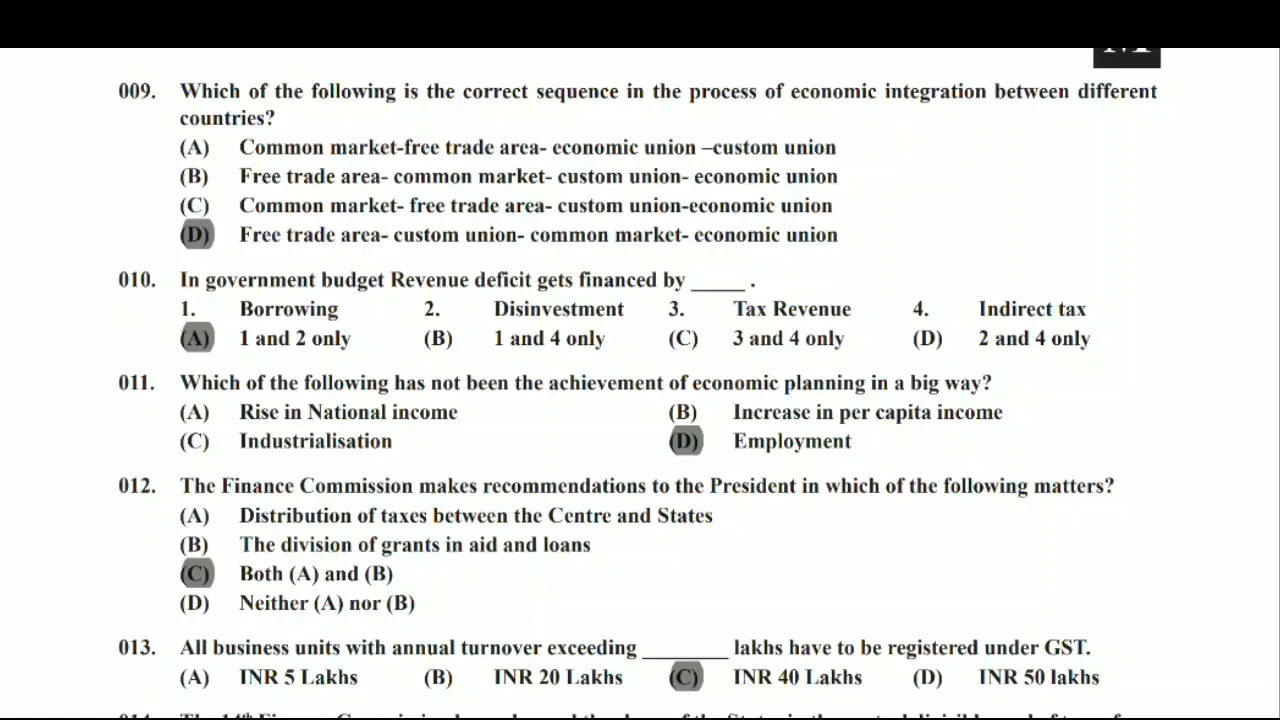 009. Which of the following is the correct sequence in the process of economic integration between different
countries?
(A) Common market-free trade area- economic union –custom union
(B) Free trade area- common market- custom union- economic union
(C) Common market- free trade area- custom union-economic union
(D) Free trade area- custom union- common market- economic union
010. In government budget Revenue deficit gets financed by _____ .
1. Borrowing 2. Disinvestment 3. Tax Revenue 4. Indirect tax
(A) 1 and 2 only (B) 1 and 4 only (C) 3 and 4 only (D) 2 and 4 only
011. Which of the following has not been the achievement of economic planning in a big way?
(A) Rise in National income (B) Increase in per capita income
(C) Industrialisation (D) Employment
012. The Finance Commission makes recommendations to the President in which of the following matters?
(A) Distribution of taxes between the Centre and States
(B) The division of grants in aid and loans
(C) Both (A) and (B)
(D) Neither (A) nor (B)
013. All business units with annual turnover exceeding ________ lakhs have to be registered under GST.
(A) INR 5 Lakhs (B) INR 20 Lakhs (C) INR 40 Lakhs (D) INR 50 lakhs